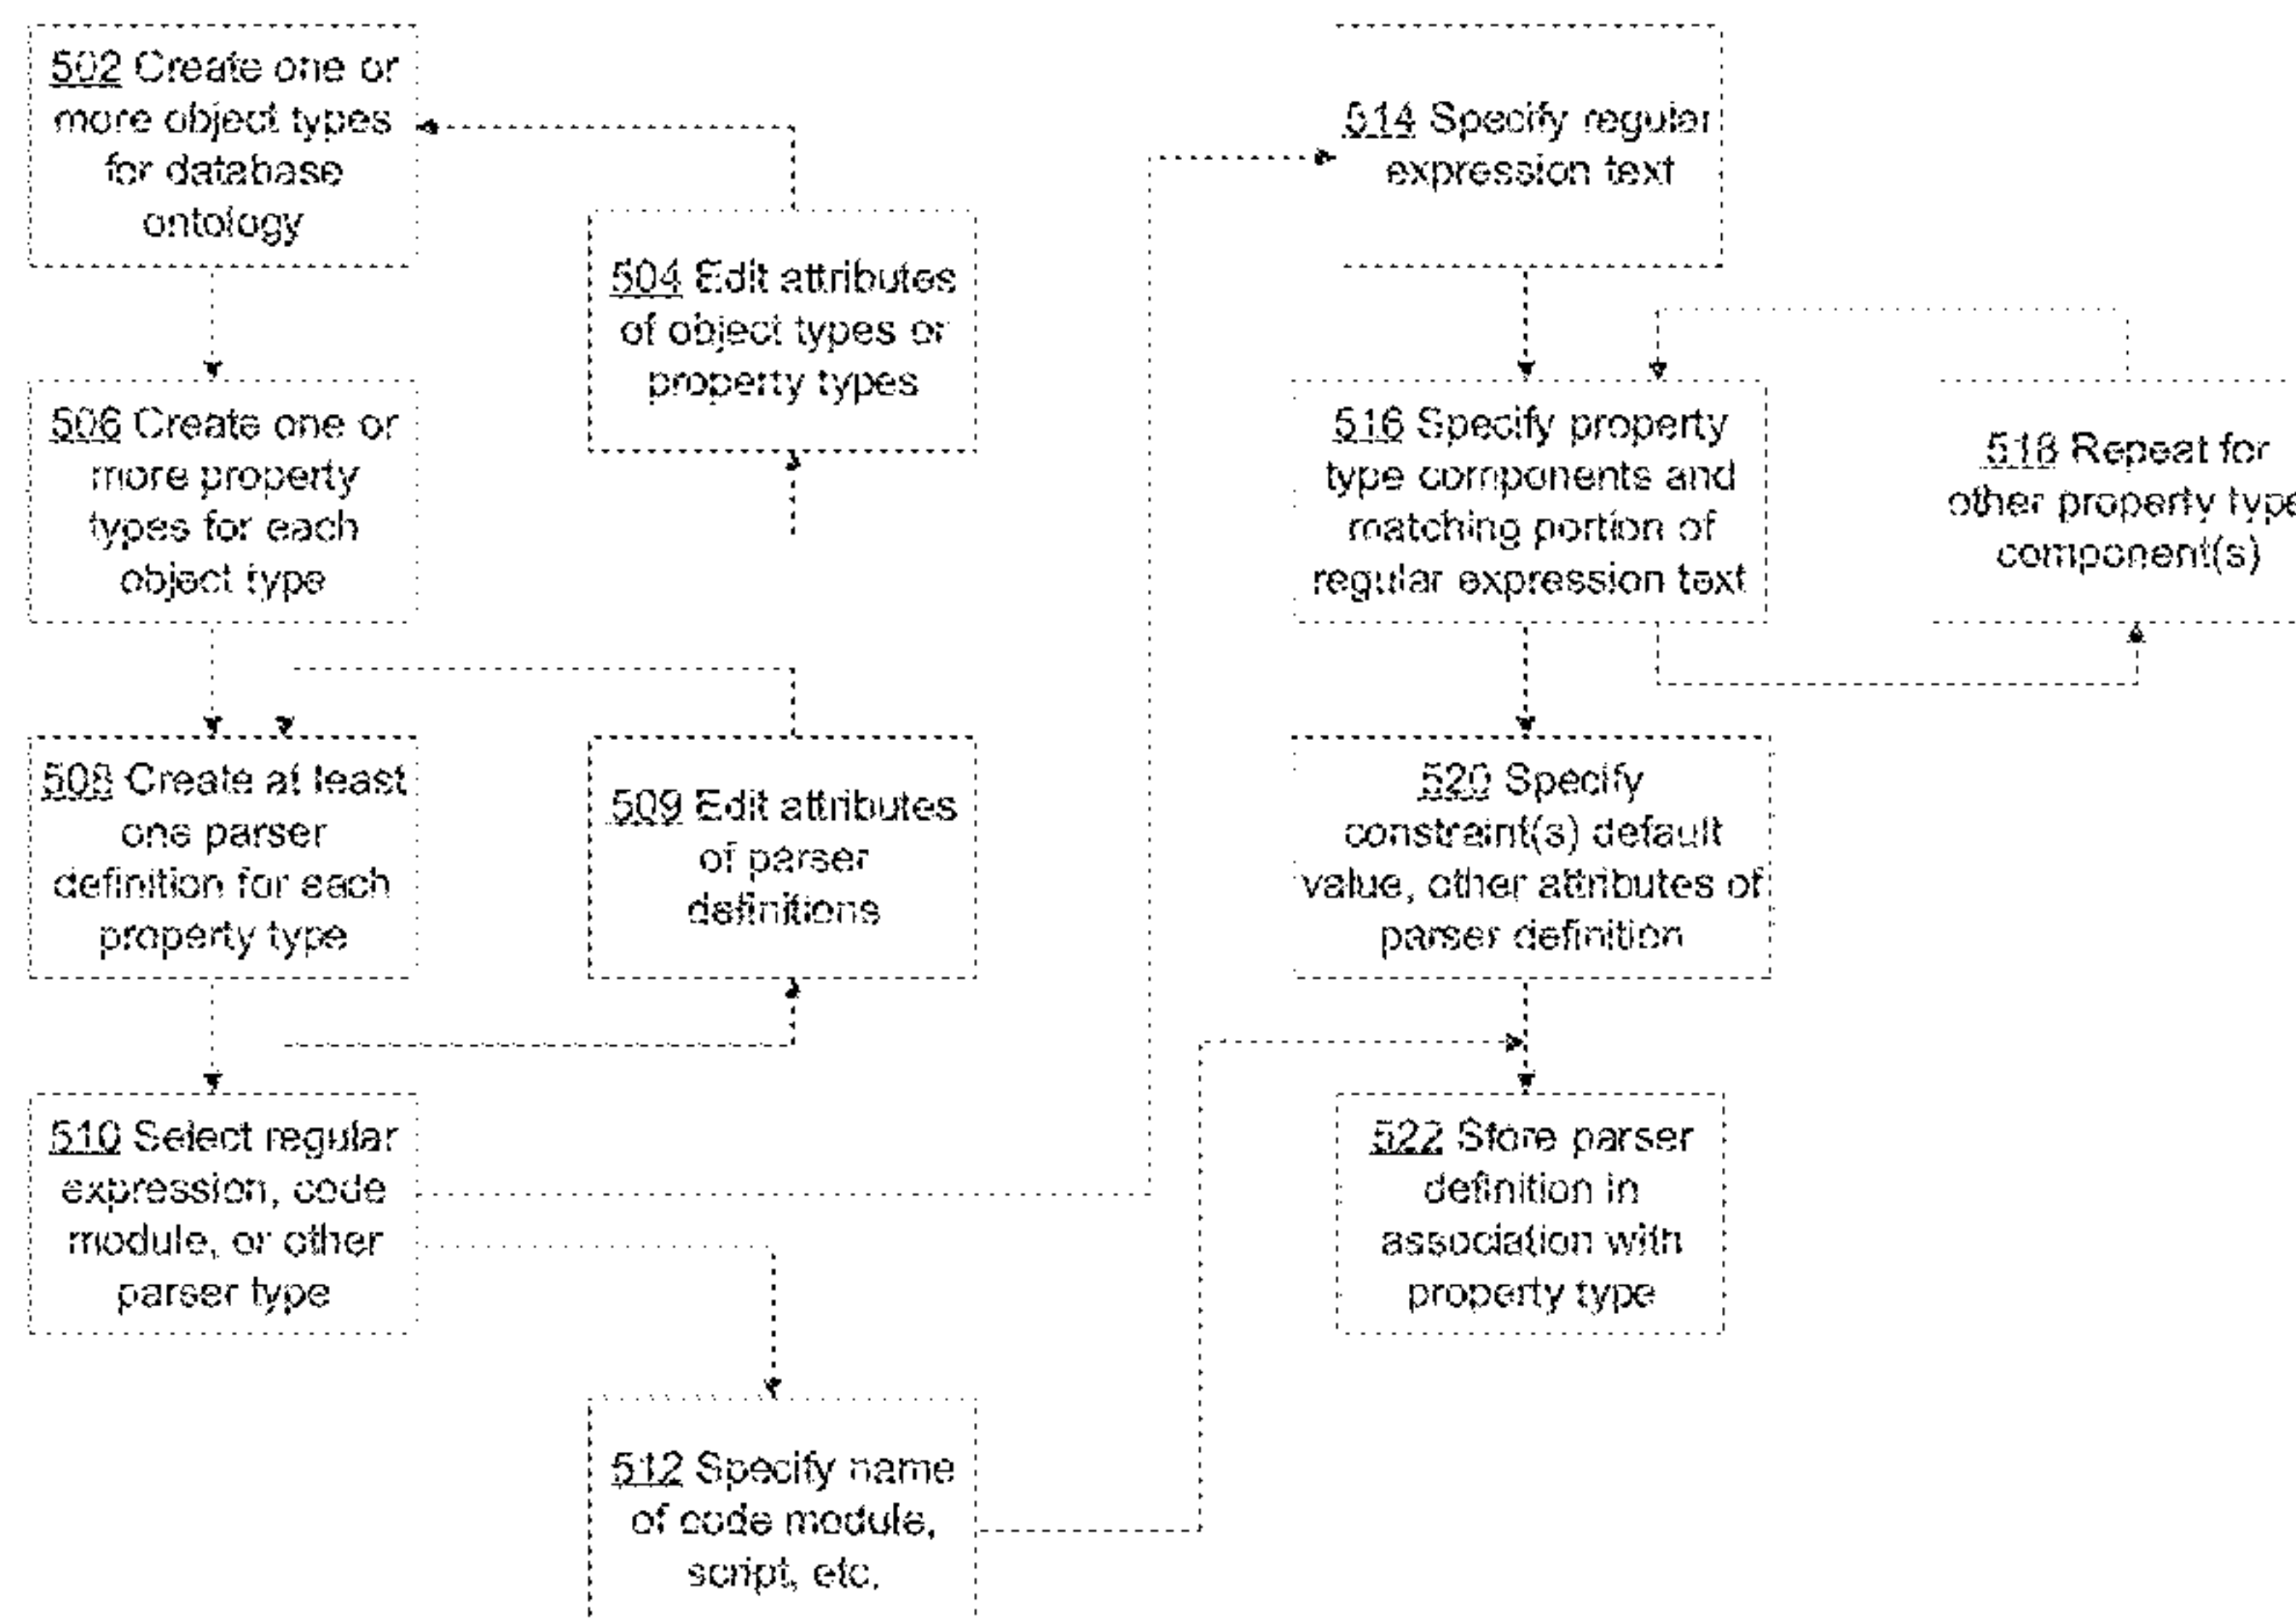 502 Create one or
more object types
for database
ontology
504 Edit attributes
of object types or
property types
506 Create one or
more property
types for each
object type
508 Create at least
one parser
definition for each
property type
509 Edit attributes
of parser
definitions
510 Select regular
expression, code
module, or other
parser type
512 Specify name
of code module,
script, etc.
514 Specify regular
expression text
516 Specify property
type components and
matching portion of
regular expression text
518 Repeat for
other property type
component(s)
520 Specify
constraint(s) default
value, other attributes of
parser definition
522 Store parser
definition in
association with
property type